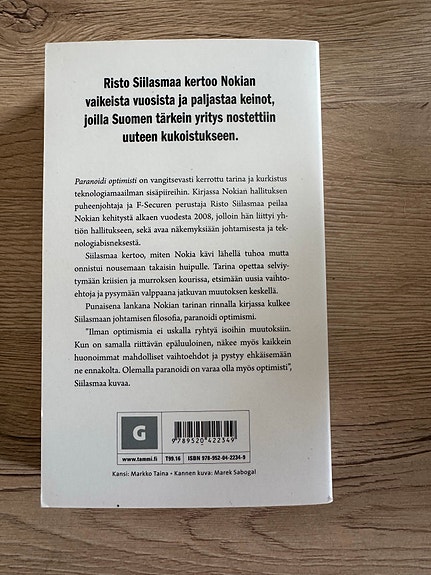 Risto Siilasmaa kertoo Nokian
vaikeista vuosista ja paljastaa keinot,
joilla Suomen tärkein yritys nostettiin
uuteen kukoistukseen.
Paranoidi optimisti on vangitsevasti kerrottu tarina ja kurkistus
teknologiamaailman sisäpiireihin. Kirjassa Nokian hallituksen
puheenjohtaja ja F-Securen perustaja Risto Siilasmaa peilaa
Nokian kehitystä alkaen vuodesta 2008, jolloin hän liittyi yh-
tiön hallitukseen, sekä avaa näkemyksiään johtamisesta ja tek-
nologiabisneksestä.
Siilasmaa kertoo, miten Nokia kävi lähellä tuhoa mutta
onnistui nousemaan takaisin huipulle. Tarina opettaa selviy-
tymään kriisien ja murroksen kourissa, etsimään uusia vaihto-
ehtoja ja pysymään valppaana jatkuvan muutoksen keskellä.
Punaisena lankana Nokian tarinan rinnalla kirjassa kulkee
Siilasmaan johtamisen filosofia, paranoidi optimismi.
”Ilman optimismia ei uskalla ryhtyä isoihin muutoksiin.
Kun on samalla riittävän epäluuloinen, näkee myös kaikkein
huonoimmat mahdolliset vaihtoehdot ja pystyy ehkäisemään
ne ennakolta. Olemalla paranoidi on varaa olla myös optimisti”,
Siilasmaa kuvaa.
G
9789520422349
www.tammi.fi T99.16 ISBN 978-952-04-2234-9
Kansi: Markko Taina • Kannen kuva: Marek Sabogal